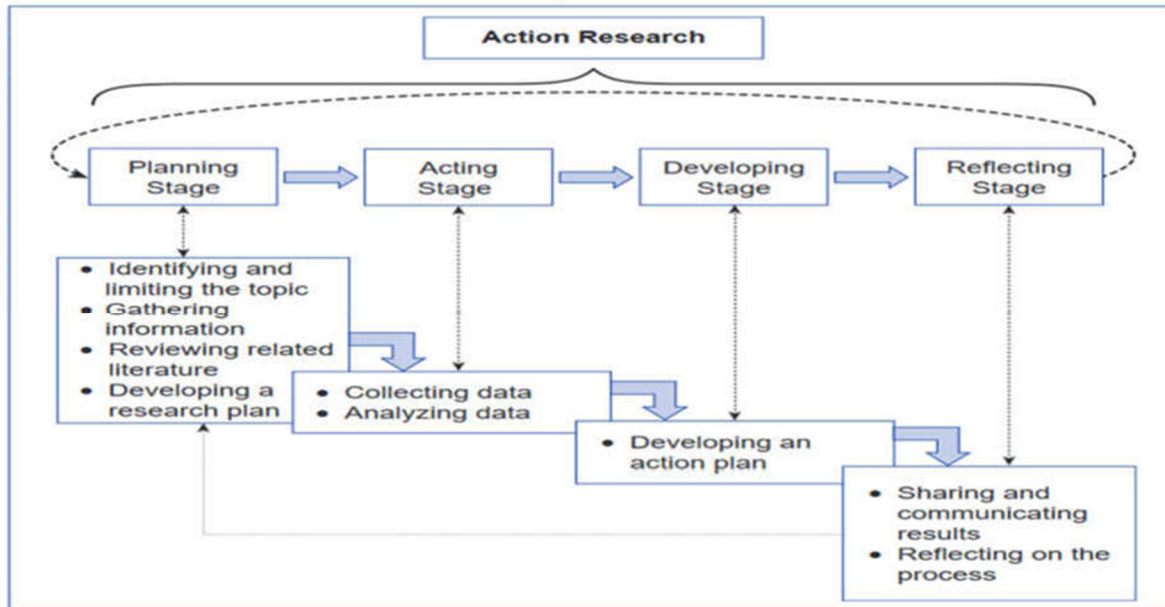 Action Research
Planning
Stage
Acting
Stage
Developing
Stage
Reflecting
Stage
• Identifying and
limiting the topic
• Gathering
information
• Reviewing related
literature
• Developing a
research plan
• Collecting data
• Analyzing data
• Developing an
action plan
• Sharing and
communicating
results
• Reflecting on the
process